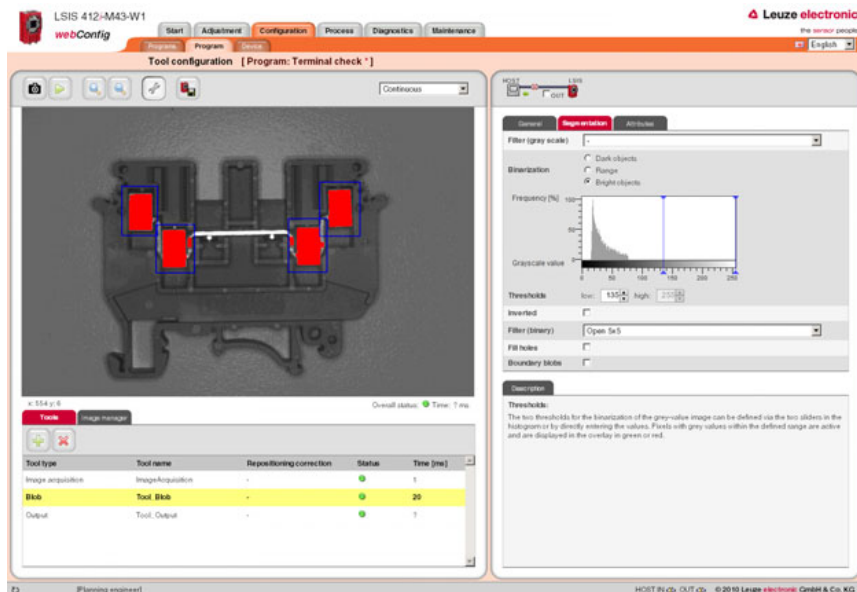 LSIS 412i-M43-W1
webConfig
Start Adjustment Configuration Process Diagnostics Maintenance
Leuze electronic
the sensor people
Programs Program Device
English
Tool configuration [ Program: Terminal check * ]
Continuous
HOST LSIS
OUT
General Segmentation Attributes
Filter (gray scale) -
Binarization
Dark objects
Range
Bright objects
Frequency [%] 100
50
0
Grayscale value
0 50 100 150 200 250
Thresholds low: 135 high: 255
Inverted
Filter (binary) Open 5x5
Fill holes
Boundary blobs
Description
Thresholds:
The two thresholds for the binarization of the grey-value image can be defined via the two sliders in the
histogram or by directly entering the values. Pixels with grey values within the defined range are active
and are displayed in the overlay in green or red.
x: 554 y: 6
Overall status: Time: ? ms
Tools Image manager
Tool type Tool name Repositioning correction Status Time [ms]
Image acquisition ImageAcquisition - 1
Blob Tool_Blob - 20
Output Tool_Output - ?
[Planning engineer]
HOST IN OUT © 2010 Leuze electronic GmbH & Co. KG